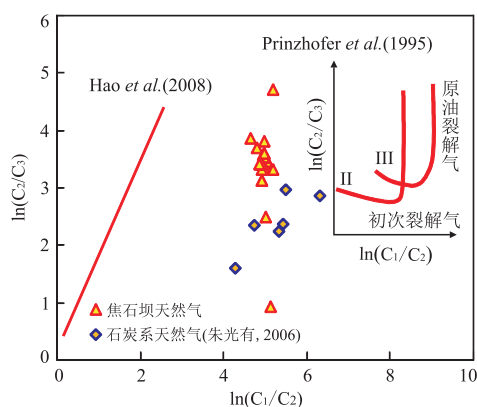 Prinzhofer et al.(1995)
Hao et al.(2008)
ln(C₂/C₃)
6
5
4
3
2
1
0
ln(C₂/C₃)
II
III
原油裂解气
初次裂解气
ln(C₁/C₂)
焦石坝天然气
石炭系天然气(朱光有, 2006)
0
2
4
6
8
10
ln(C₁/C₂)